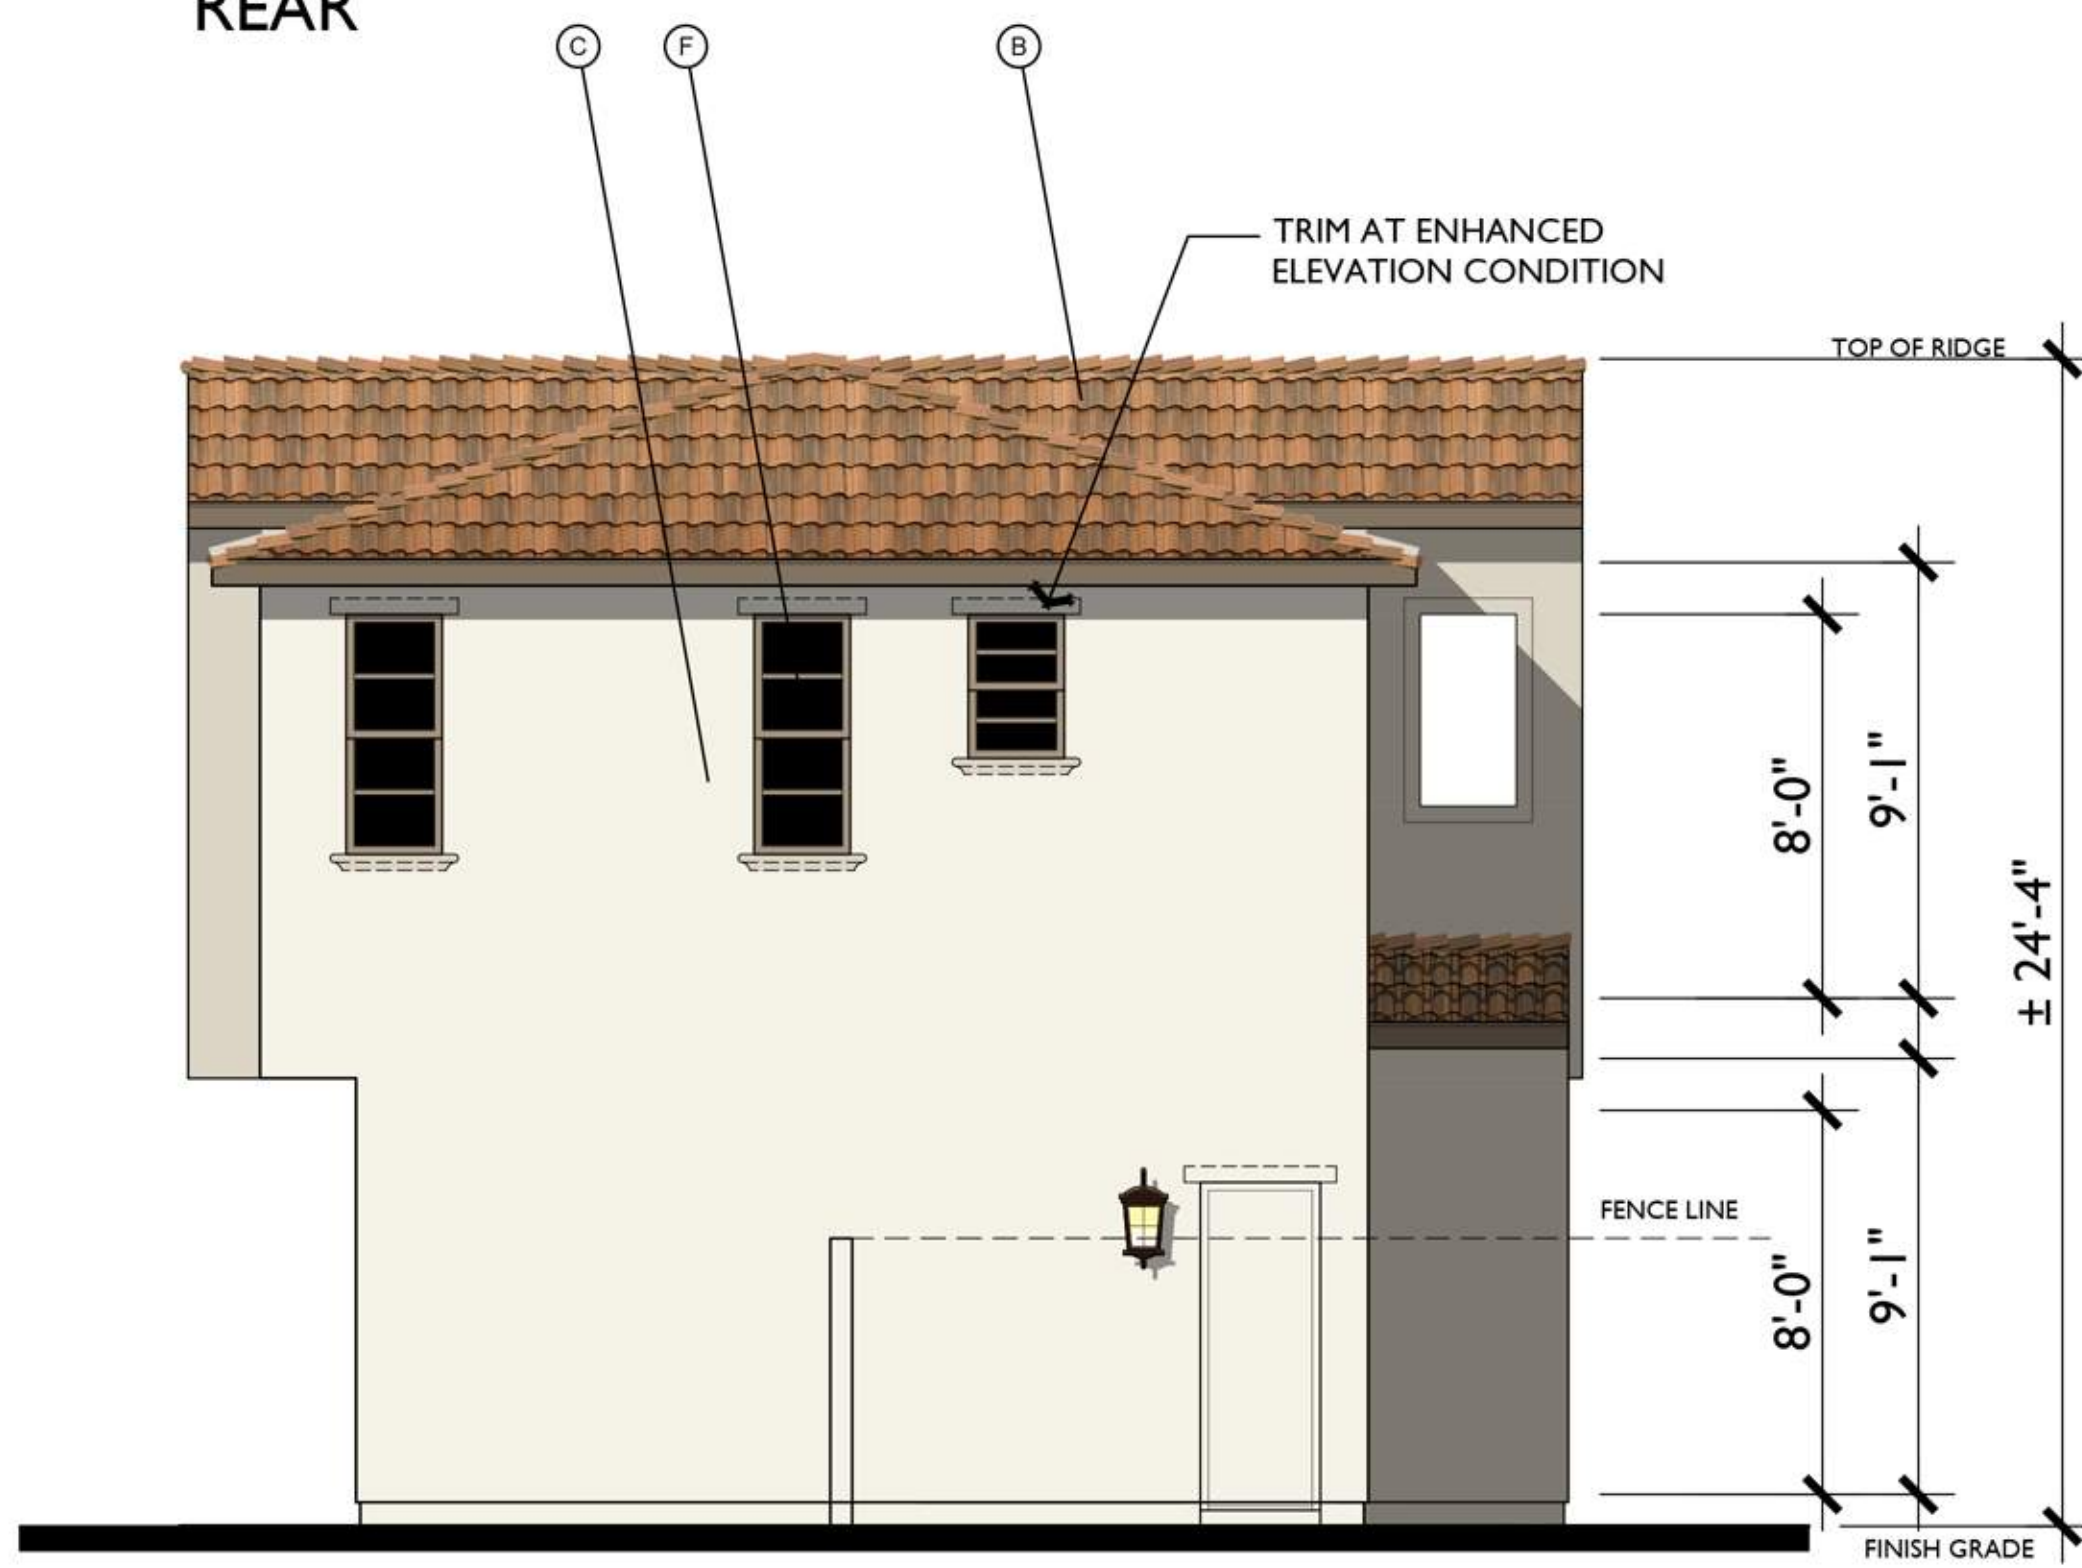 REAR
C
F
B
TRIM AT ENHANCED
ELEVATION CONDITION
TOP OF RIDGE
8'-0"
9'-1"
± 24'-4"
FENCE LINE
8'-0"
9'-1"
FINISH GRADE